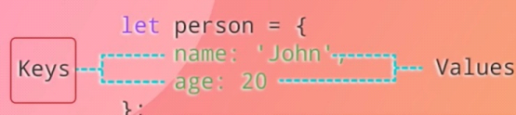 let person = {
name: 'John',
Keys
Values
age: 20
};